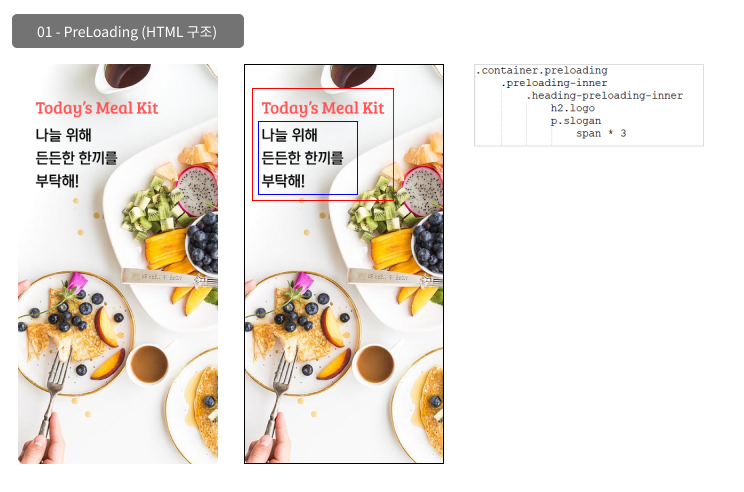 01 - PreLoading (HTML 구조)
Today's Meal Kit
나늘 위해
든든한 한끼를
부탁해!
Today's Meal Kit
나늘 위해
든든한 한끼를
부탁해!
.container.preloading
.preloading-inner
.heading-preloading-inner
h2.logo
p.slogan
span * 3